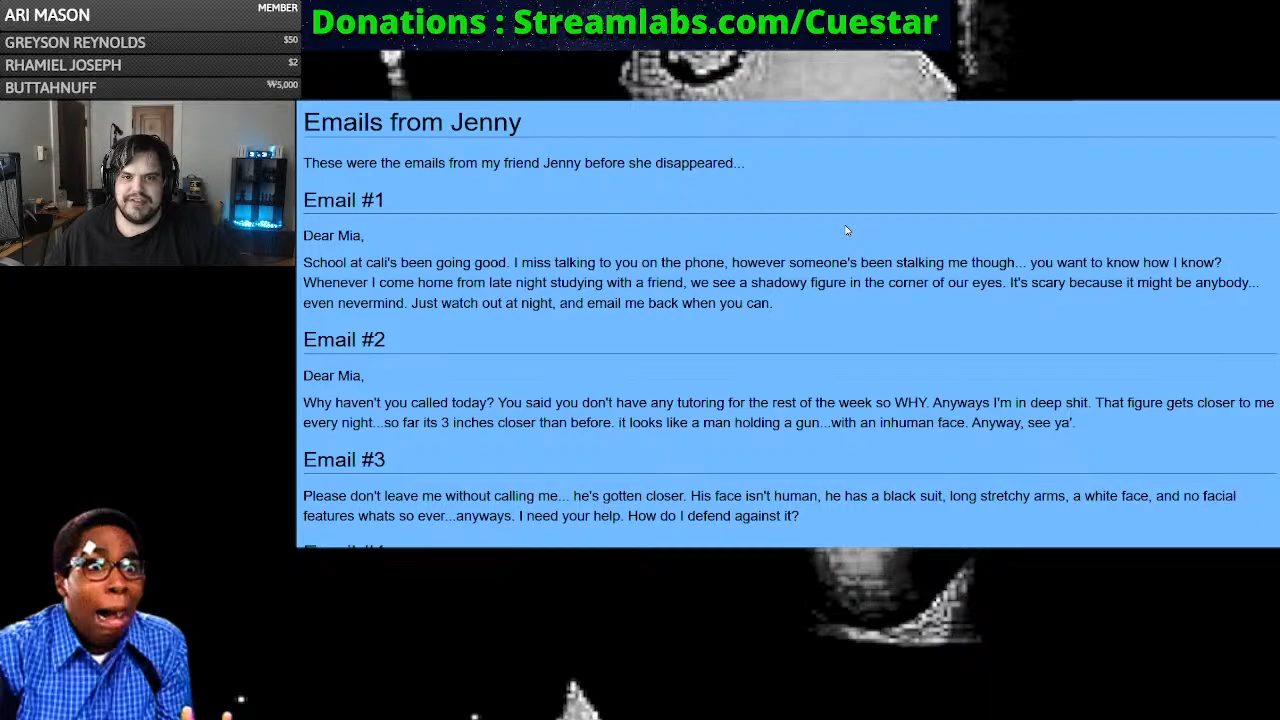 ARI MASON
MEMBER
GREYSON REYNOLDS
$50
RHAMIEL JOSEPH
$2
BUTTAHNUFF
₩5,000
Donations : Streamlabs.com/Cuestar
Emails from Jenny
These were the emails from my friend Jenny before she disappeared...
Email #1
Dear Mia,
School at cali's been going good. I miss talking to you on the phone, however someone's been stalking me though... you want to know how I know?
Whenever I come home from late night studying with a friend, we see a shadowy figure in the corner of our eyes. It's scary because it might be anybody...
even nevermind. Just watch out at night, and email me back when you can.
Email #2
Dear Mia,
Why haven't you called today? You said you don't have any tutoring for the rest of the week so WHY. Anyways I'm in deep shit. That figure gets closer to me
every night...so far its 3 inches closer than before. it looks like a man holding a gun...with an inhuman face. Anyway, see ya'.
Email #3
Please don't leave me without calling me... he's gotten closer. His face isn't human, he has a black suit, long stretchy arms, a white face, and no facial
features whats so ever...anyways. I need your help. How do I defend against it?